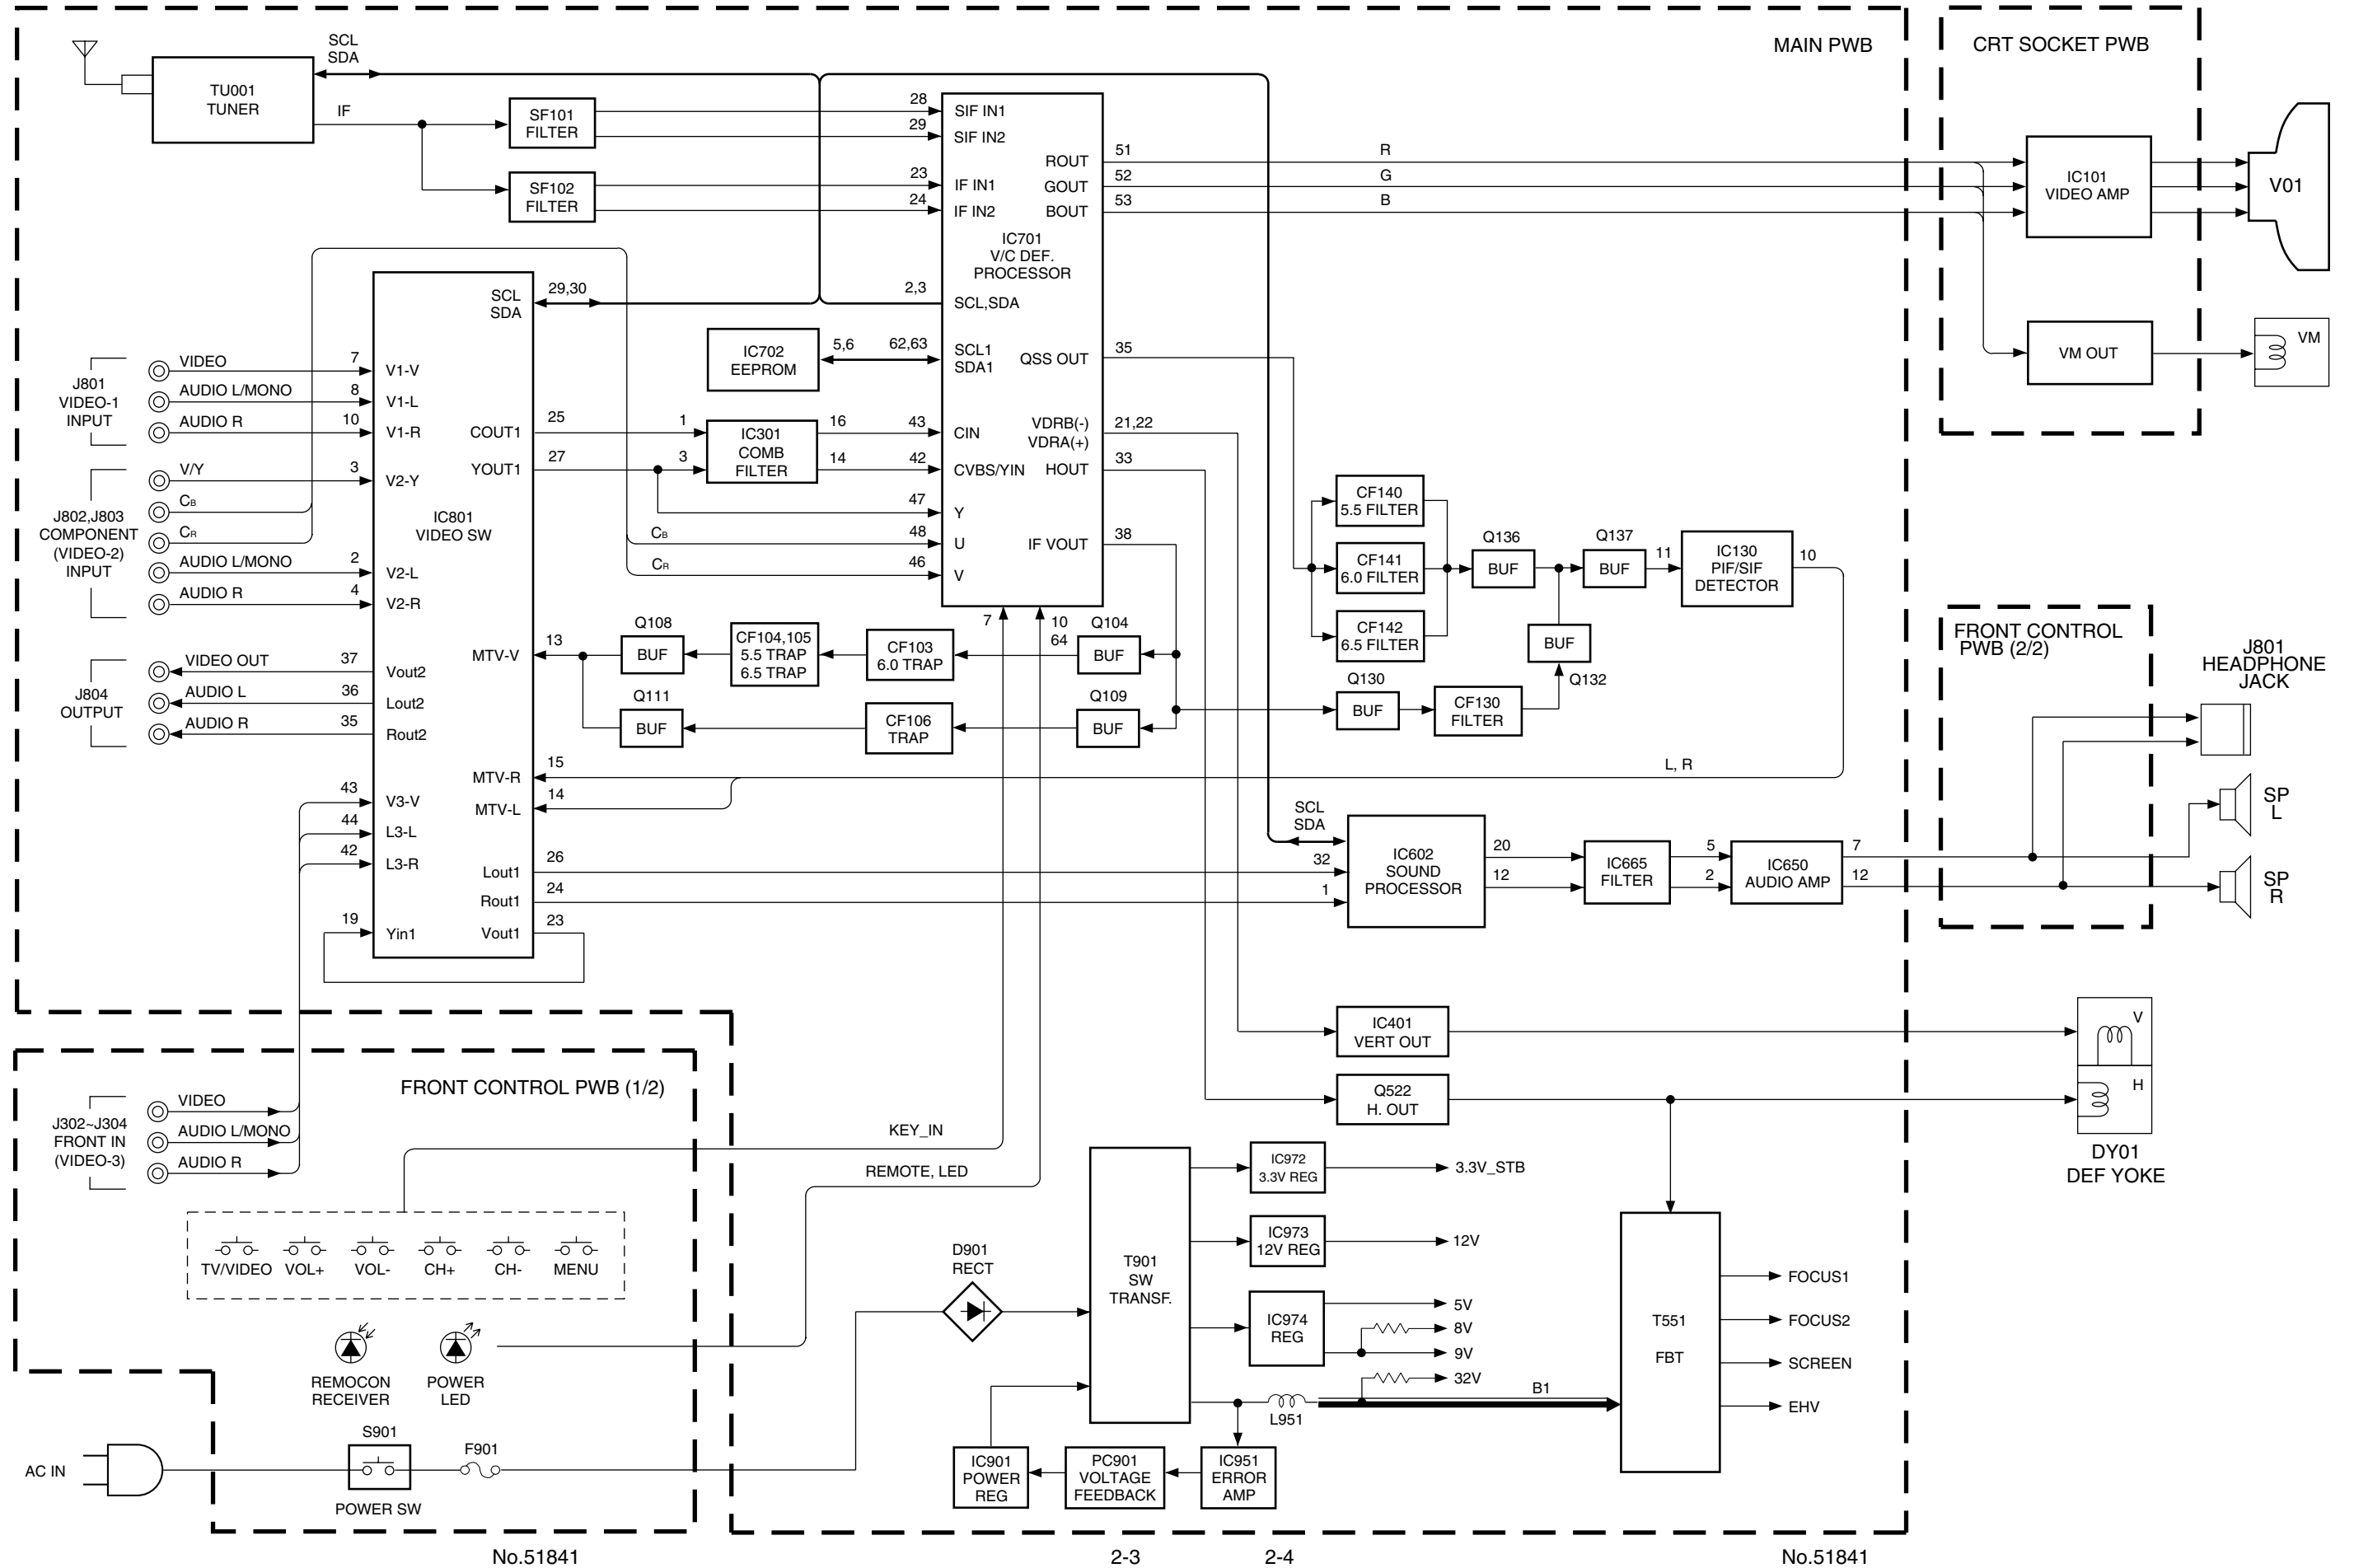 MAIN PWB
CRT SOCKET PWB
SCL
SDA
TU001
TUNER
IF
SF101
FILTER
SF102
FILTER
28
29
23
24
SIF IN1
SIF IN2
IF IN1
IF IN2
ROUT
GOUT
BOUT
51
52
53
R
G
B
IC101
VIDEO AMP
V01
VM OUT
VM
IC701
V/C DEF.
PROCESSOR
2,3
SCL,SDA
IC702
EEPROM
5,6
62,63
SCL1
SDA1
QSS OUT
35
SCL
SDA
29,30
J801
VIDEO-1
INPUT
VIDEO
7
V1-V
AUDIO L/MONO
8
V1-L
AUDIO R
10
V1-R
COUT1
25
YOUT1
27
1
3
IC301
COMB
FILTER
16
14
43
42
CIN
CVBS/YIN
VDRB(-)
VDRA(+)
21,22
HOUT
33
J802,J803
COMPONENT
(VIDEO-2)
INPUT
V/Y
3
V2-Y
CB
CR
AUDIO L/MONO
2
V2-L
AUDIO R
4
V2-R
IC801
VIDEO SW
47
Y
CB
48
U
CR
46
V
IF VOUT
38
CF140
5.5 FILTER
CF141
6.0 FILTER
CF142
6.5 FILTER
Q136
BUF
Q137
BUF
11
IC130
PIF/SIF
DETECTOR
10
BUF
Q132
Q130
BUF
CF130
FILTER
7
10
64
MTV-V
13
Q108
BUF
CF104,105
5.5 TRAP
6.5 TRAP
CF103
6.0 TRAP
Q104
BUF
Q111
BUF
CF106
TRAP
Q109
BUF
J804
OUTPUT
VIDEO OUT
37
Vout2
AUDIO L
36
Lout2
AUDIO R
35
Rout2
MTV-R
15
L, R
MTV-L
14
43
V3-V
44
L3-L
42
L3-R
Lout1
26
Rout1
24
19
Yin1
Vout1
23
SCL
SDA
32
1
IC602
SOUND
PROCESSOR
20
12
IC665
FILTER
5
2
IC650
AUDIO AMP
7
12
FRONT CONTROL
PWB (2/2)
J801
HEADPHONE
JACK
SP
L
SP
R
IC401
VERT OUT
Q522
H. OUT
V
H
DY01
DEF YOKE
FRONT CONTROL PWB (1/2)
J302~J304
FRONT IN
(VIDEO-3)
VIDEO
AUDIO L/MONO
AUDIO R
KEY_IN
REMOTE, LED
TV/VIDEO
VOL+
VOL-
CH+
CH-
MENU
REMOCON
RECEIVER
POWER
LED
AC IN
S901
POWER SW
F901
D901
RECT
T901
SW
TRANSF.
IC972
3.3V REG
3.3V_STB
IC973
12V REG
12V
IC974
REG
5V
8V
9V
32V
L951
B1
IC901
POWER
REG
PC901
VOLTAGE
FEEDBACK
IC951
ERROR
AMP
T551
FBT
FOCUS1
FOCUS2
SCREEN
EHV
No.51841
2-3
2-4
No.51841